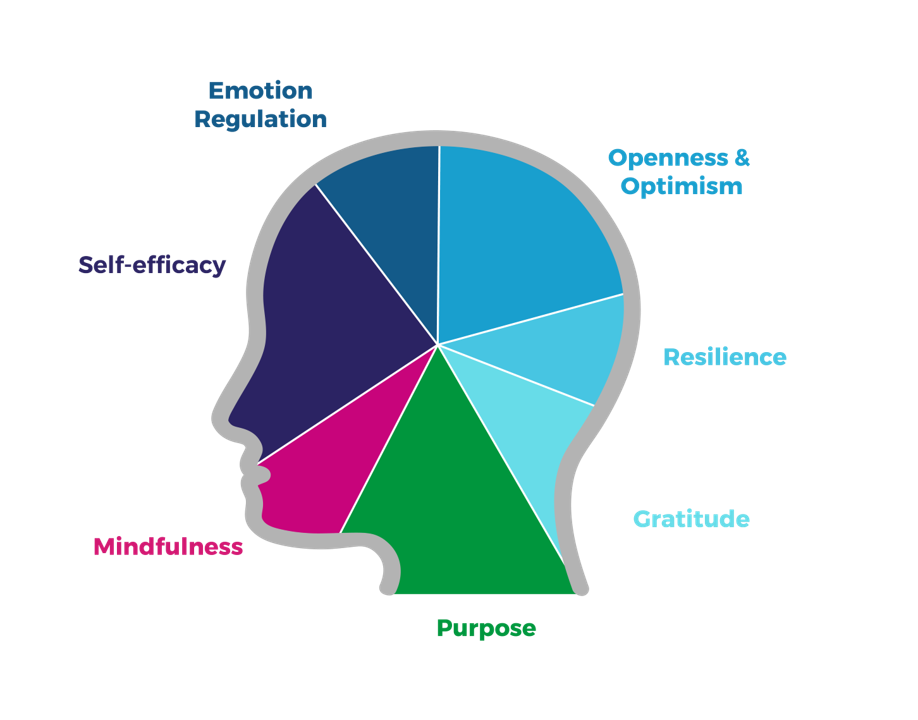 Emotion
Regulation
Openness &
Optimism
Self-efficacy
Resilience
Gratitude
Mindfulness
Purpose